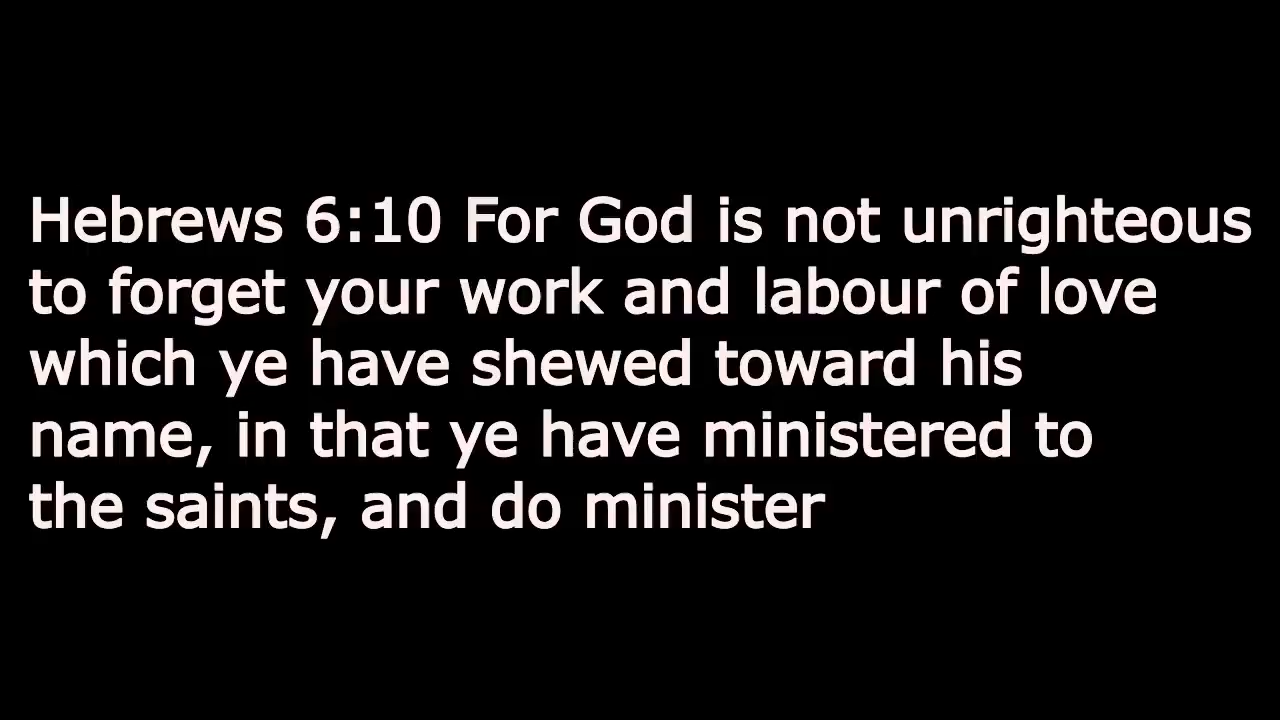 Hebrews 6:10 For God is not unrighteous
to forget your work and labour of love
which ye have shewed toward his
name, in that ye have ministered to
the saints, and do minister